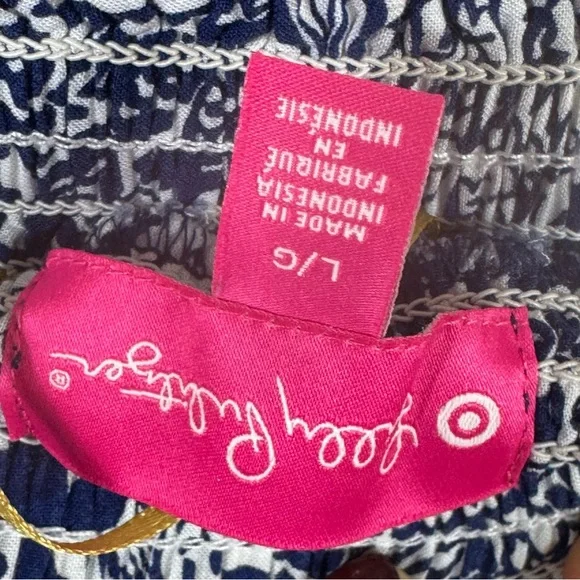 Lilly Pulitzer®
L/G
MADE IN
INDONESIA
FABRIQUÉ
EN
INDONÉSIE